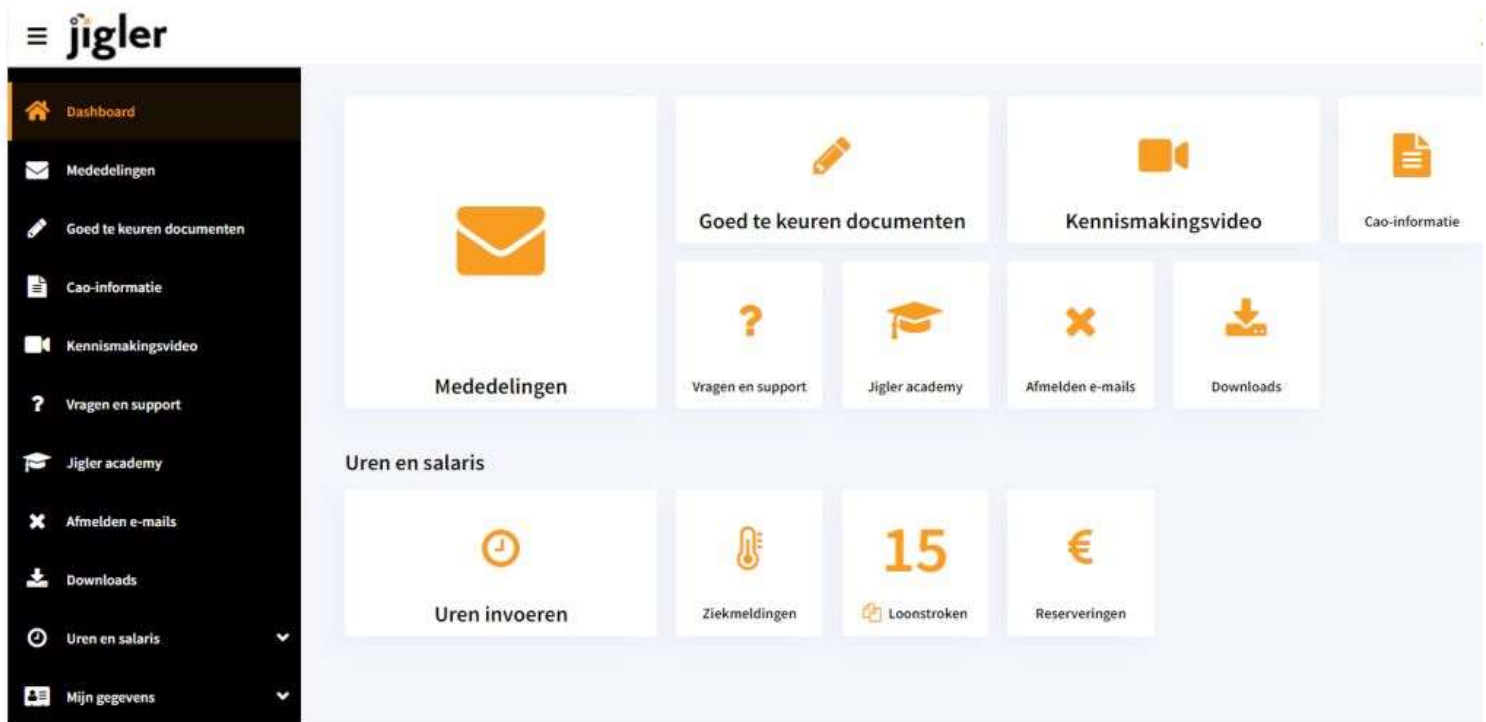 jigler
Dashboard
Mededelingen
Goed te keuren documenten
Cao-informatie
Kennismakingsvideo
Vragen en support
Jigler academy
Afmelden e-mails
Downloads
Uren en salaris
Mijn gegevens
Mededelingen
Goed te keuren documenten
Kennismakingsvideo
Cao-informatie
Vragen en support
Jigler academy
Afmelden e-mails
Downloads
Uren en salaris
Uren invoeren
Ziekmeldingen
15
Loonstroken
€
Reserveringen